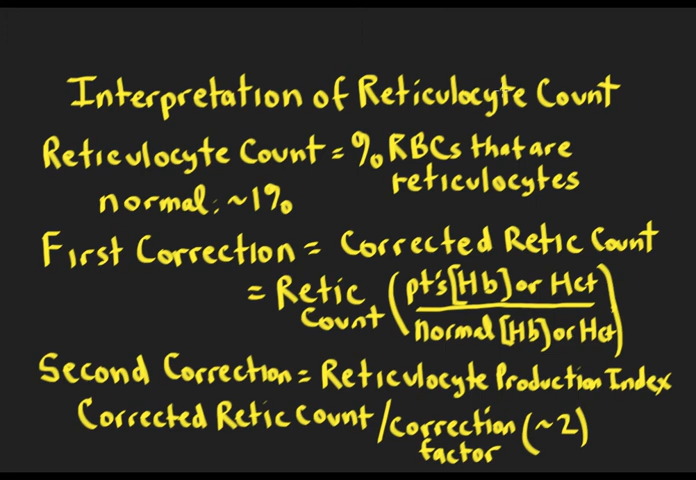 Interpretation of Reticulocyte Count
Reticulocyte Count = % RBCs that are
reticulocytes
normal: ~1%
First Correction = Corrected Retic Count
= Retic Count (pt's [Hb] or Hct / normal [Hb] or Hct)
Second Correction = Reticulocyte Production Index
Corrected Retic Count / correction factor (~2)